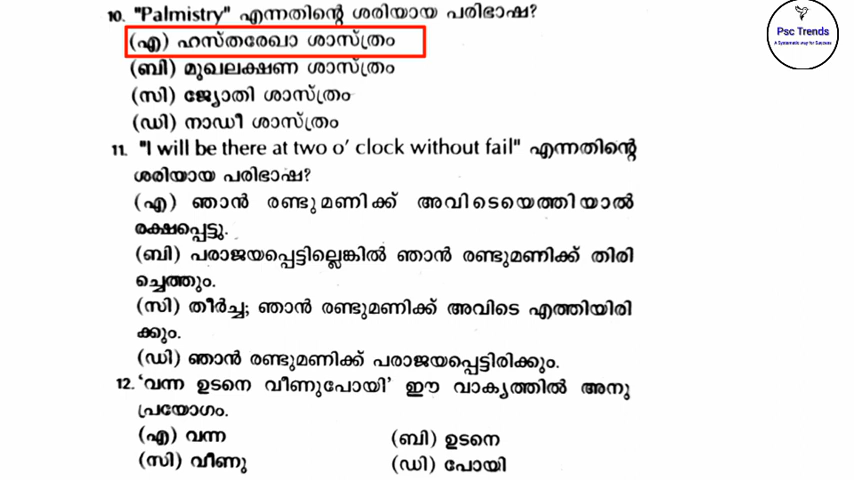 10. "Palmistry" എന്നതിന്റെ ശരിയായ പരിഭാഷ?
(എ) ഹസ്തരേഖാ ശാസ്ത്രം
(ബി) മുഖലക്ഷണ ശാസ്ത്രം
(സി) ജ്യോതി ശാസ്ത്രം
(ഡി) നാഡീ ശാസ്ത്രം
11. "I will be there at two o' clock without fail" എന്നതിന്റെ
ശരിയായ പരിഭാഷ?
(എ) ഞാൻ രണ്ടുമണിക്ക് അവിടെയെത്തിയാൽ
രക്ഷപ്പെട്ടു.
(ബി) പരാജയപ്പെട്ടില്ലെങ്കിൽ ഞാൻ രണ്ടുമണിക്ക് തിരി
ച്ചെത്തും.
(സി) തീർച്ച; ഞാൻ രണ്ടുമണിക്ക് അവിടെ എത്തിയിരി
ക്കും.
(ഡി) ഞാൻ രണ്ടുമണിക്ക് പരാജയപ്പെട്ടിരിക്കും.
12. 'വന്ന ഉടനെ വീണുപോയി' ഈ വാകൃത്തിൽ അനു
പ്രയോഗം.
(എ) വന്ന (ബി) ഉടനെ
(സി) വീണു (ഡി) പോയി
Psc Trends
A Systematic way for Success